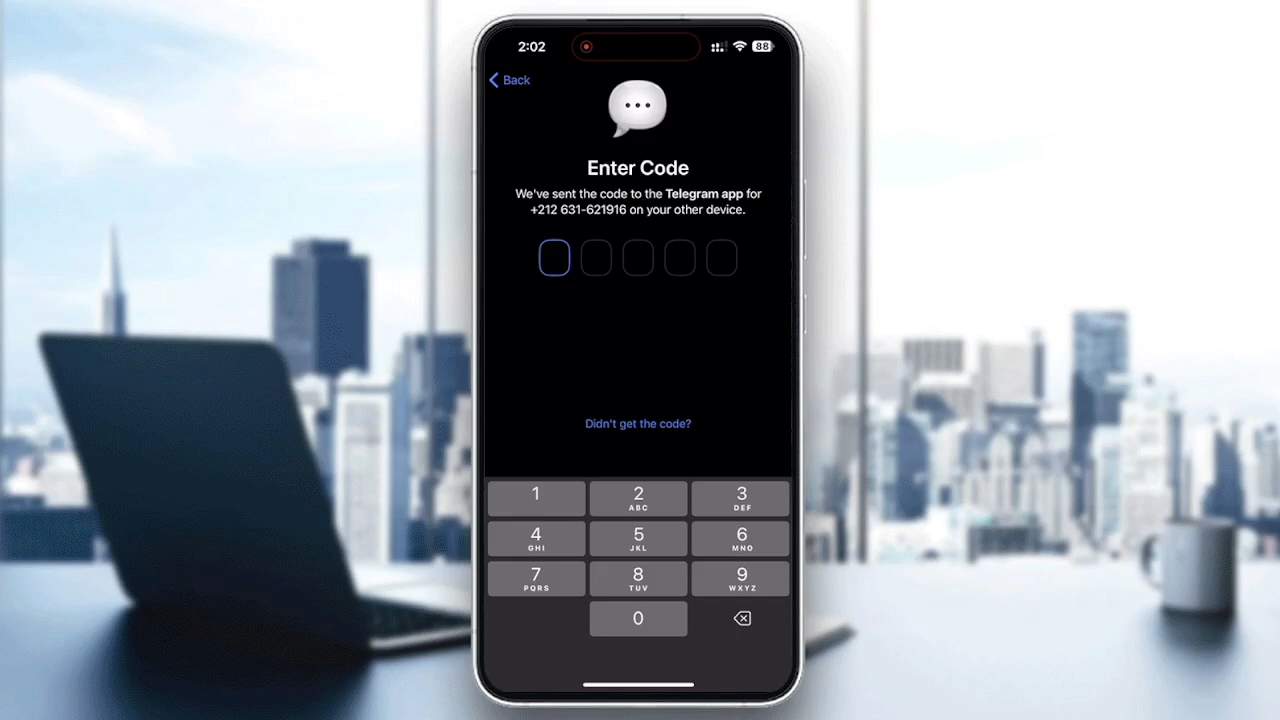 2:02
88
Back
Enter Code
We've sent the code to the Telegram app for
+212 631-621916 on your other device.
Didn't get the code?
1
2
ABC
3
DEF
4
GHI
5
JKL
6
MNO
7
PQRS
8
TUV
9
WXYZ
0